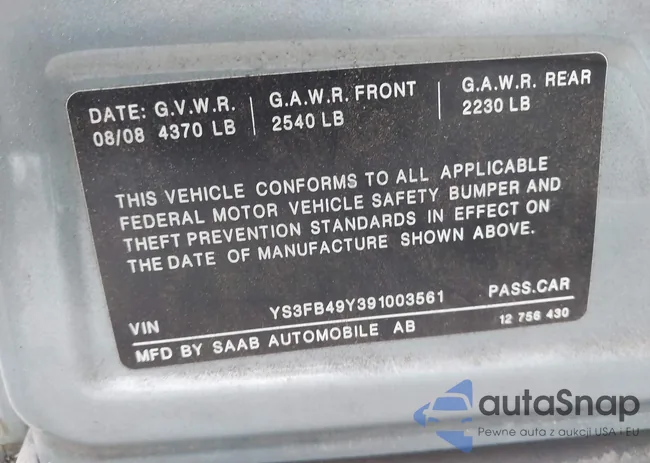 DATE: G.V.W.R. G.A.W.R. FRONT G.A.W.R. REAR
08/08 4370 LB 2540 LB 2230 LB
THIS VEHICLE CONFORMS TO ALL APPLICABLE
FEDERAL MOTOR VEHICLE SAFETY BUMPER AND
THEFT PREVENTION STANDARDS IN EFFECT ON
THE DATE OF MANUFACTURE SHOWN ABOVE.
VIN YS3FB49Y391003561 PASS.CAR
MFD BY SAAB AUTOMOBILE AB 12 756 430
autaSnap
Pewne auta z aukcji USA i EU